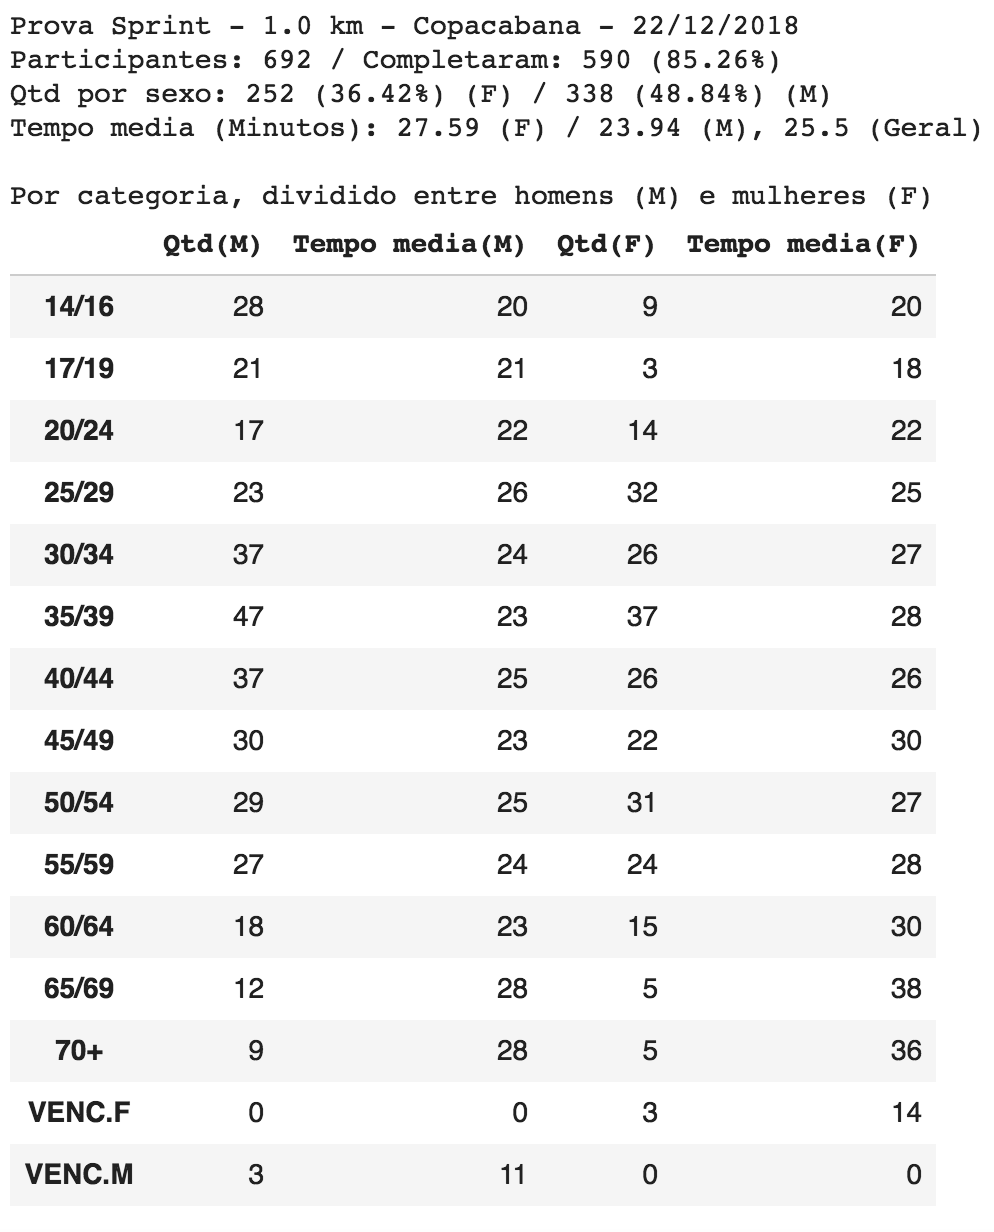 Prova Sprint - 1.0 km - Copacabana - 22/12/2018
Participantes: 692 / Completaram: 590 (85.26%)
Qtd por sexo: 252 (36.42%) (F) / 338 (48.84%) (M)
Tempo media (Minutos): 27.59 (F) / 23.94 (M), 25.5 (Geral)
Por categoria, dividido entre homens (M) e mulheres (F)
Qtd(M) Tempo media(M) Qtd(F) Tempo media(F)
14/16 28 20 9 20
17/19 21 21 3 18
20/24 17 22 14 22
25/29 23 26 32 25
30/34 37 24 26 27
35/39 47 23 37 28
40/44 37 25 26 26
45/49 30 23 22 30
50/54 29 25 31 27
55/59 27 24 24 28
60/64 18 23 15 30
65/69 12 28 5 38
70+ 9 28 5 36
VENC.F 0 0 3 14
VENC.M 3 11 0 0